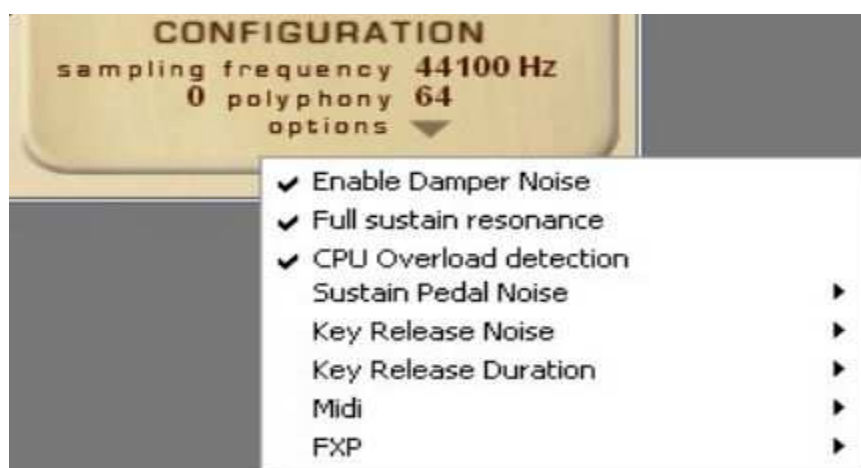 CONFIGURATION
sampling frequency 44100 Hz
0 polyphony 64
options
Enable Damper Noise
Full sustain resonance
CPU Overload detection
Sustain Pedal Noise
Key Release Noise
Key Release Duration
Midi
FXP